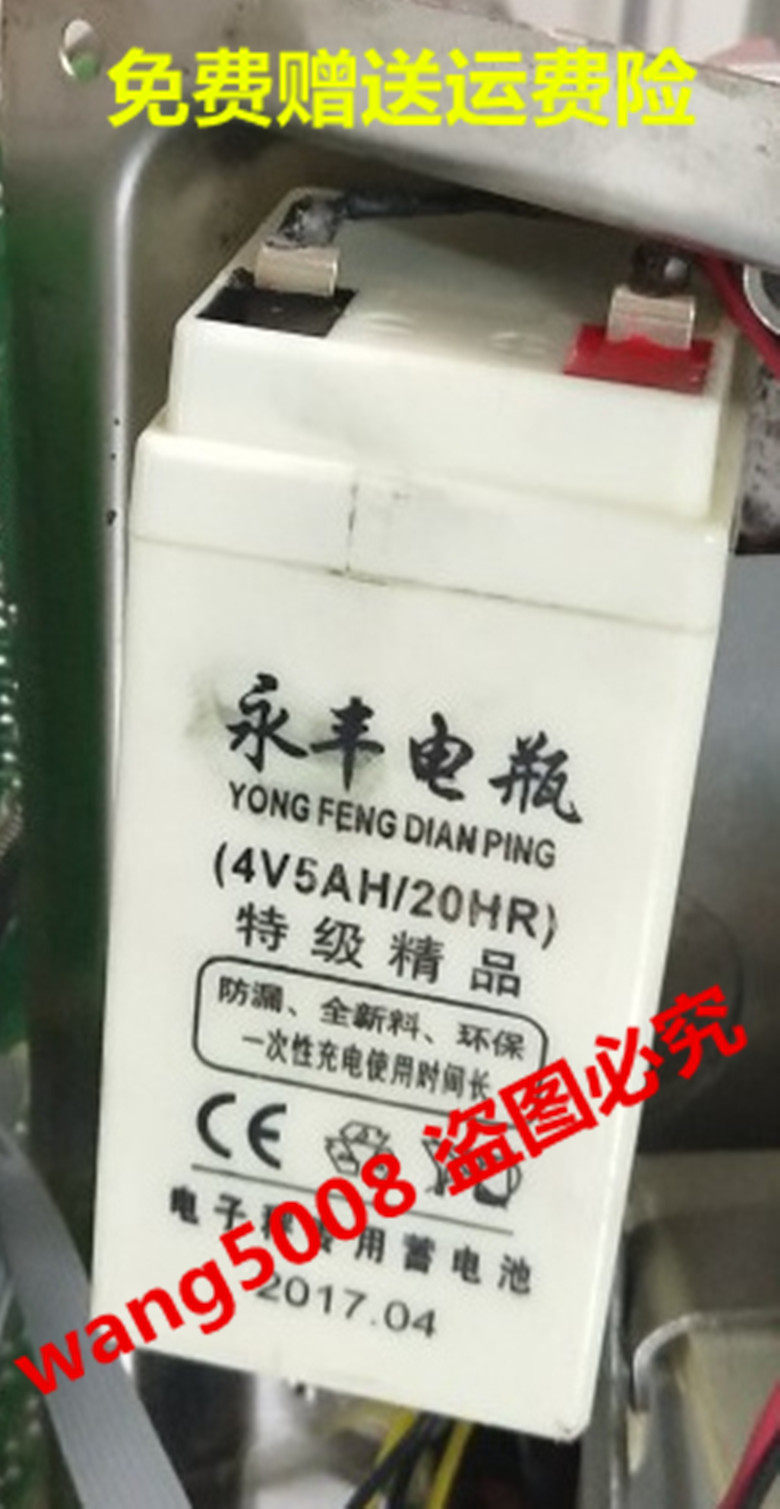 免费赠送运费险
永丰电瓶
YONG FENG DIAN PING
(4V5AH/20HR)
特级精品
防漏、全新料、环保
一次性充电使用时间长
CE
wang5008 盗图必究
电子秤专用蓄电池
2017.04